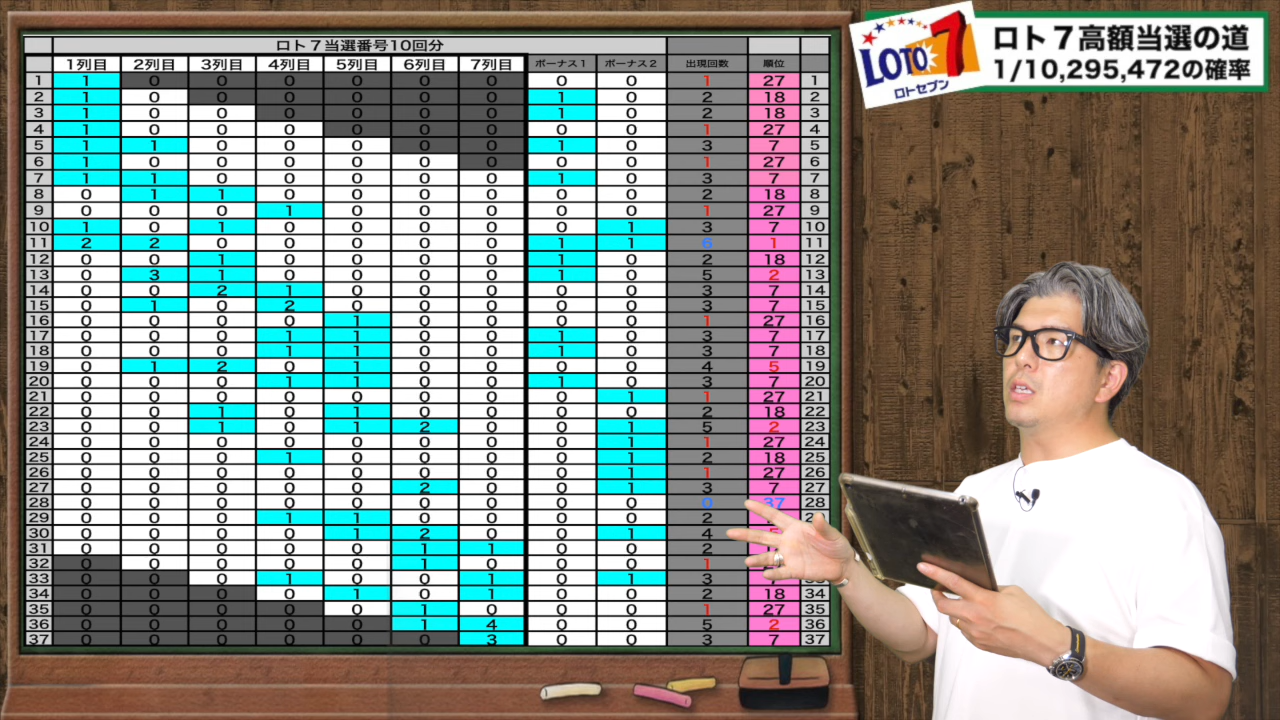 ロト７当選番号10回分
1列目 2列目 3列目 4列目 5列目 6列目 7列目 ボーナス１ ボーナス２ 出現回数 順位
1 1 0 0 0 0 0 0 0 0 1 27 1
2 1 0 0 0 0 0 0 1 0 2 18 2
3 1 0 0 0 0 0 0 1 0 2 18 3
4 1 0 0 0 0 0 0 0 0 1 27 4
5 1 1 0 0 0 0 0 1 0 3 7 5
6 1 0 0 0 0 0 0 0 0 1 27 6
7 1 1 0 0 0 0 0 1 0 3 7 7
8 0 1 1 0 0 0 0 0 0 2 18 8
9 0 0 0 1 0 0 0 0 0 1 27 9
10 1 0 1 0 0 0 0 0 1 3 7 10
11 2 2 0 0 0 0 0 1 1 6 1 11
12 0 0 1 0 0 0 0 1 0 2 18 12
13 0 3 1 0 0 0 0 1 0 5 2 13
14 0 0 2 1 0 0 0 0 0 3 7 14
15 0 1 0 2 0 0 0 0 0 3 7 15
16 0 0 0 0 1 0 0 0 0 1 27 16
17 0 0 0 1 1 0 0 1 0 3 7 17
18 0 0 0 1 1 0 0 1 0 3 7 18
19 0 1 2 0 1 0 0 0 0 4 5 19
20 0 0 0 1 1 0 0 1 0 3 7 20
21 0 0 0 0 0 0 0 0 1 1 27 21
22 0 0 1 0 1 0 0 0 0 2 18 22
23 0 0 1 0 1 2 0 0 1 5 2 23
24 0 0 0 0 0 0 0 0 1 1 27 24
25 0 0 0 1 0 0 0 0 1 2 18 25
26 0 0 0 0 0 0 0 0 1 1 27 26
27 0 0 0 0 0 2 0 0 1 3 7 27
28 0 0 0 0 0 0 0 0 0 0 37 28
29 0 0 0 1 1 0 0 0 0 2
30 0 0 0 0 1 2 0 0 1 4 30
31 0 0 0 0 0 1 1 0 0 2 31
32 0 0 0 0 0 1 0 0 0 1 32
33 0 0 0 1 0 0 1 0 1 3
34 0 0 0 0 1 0 1 0 0 2 18 34
35 0 0 0 0 0 1 0 0 0 1 27 35
36 0 0 0 0 0 1 4 0 0 5 2 36
37 0 0 0 0 0 0 3 0 0 3 7 37
LOTO 7
ロトセブン
ロト７高額当選の道
1/10,295,472の確率